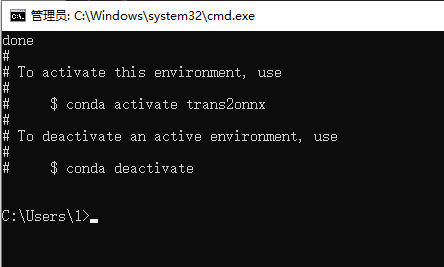 管理员: C:\Windows\system32\cmd.exe
done
#
# To activate this environment, use
#
#     $ conda activate trans2onnx
#
# To deactivate an active environment, use
#
#     $ conda deactivate
C:\Users\1>